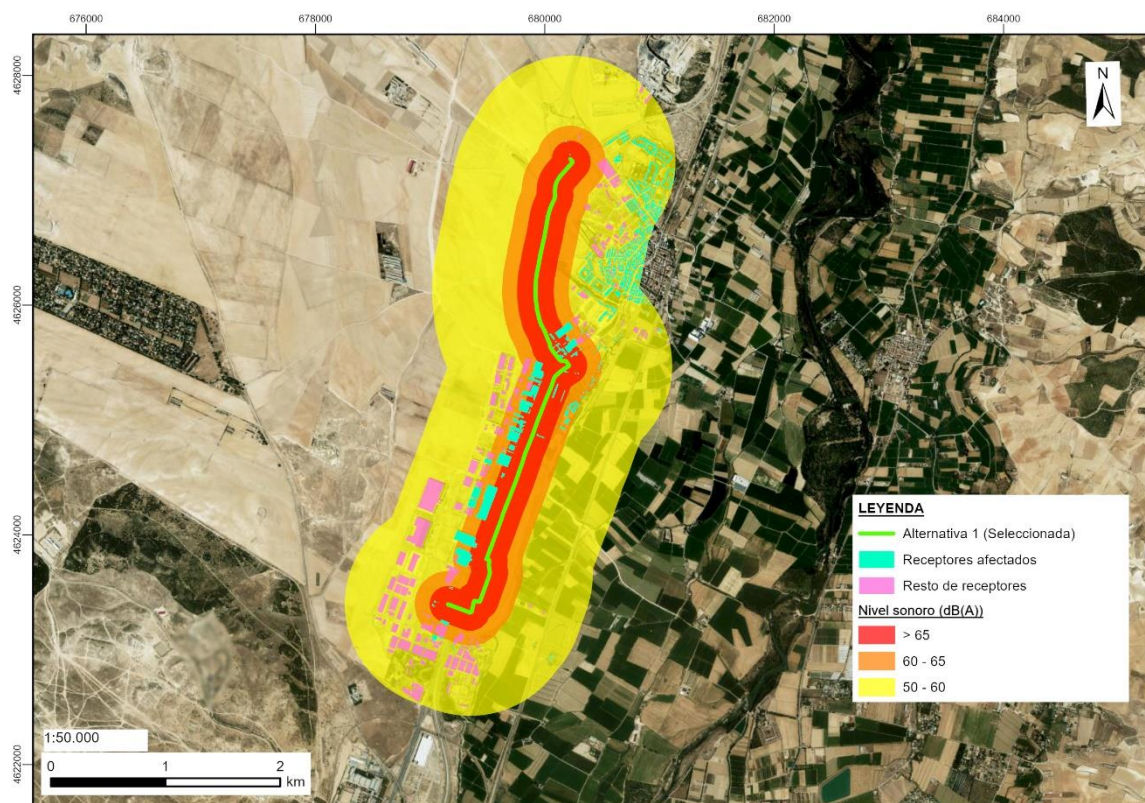 676000
678000
680000
682000
684000
4628000
4626000
4624000
4622000
N
LEYENDA
Alternativa 1 (Seleccionada)
Receptores afectados
Resto de receptores
Nivel sonoro (dB(A))
> 65
60 - 65
50 - 60
1:50.000
0 1 2
km